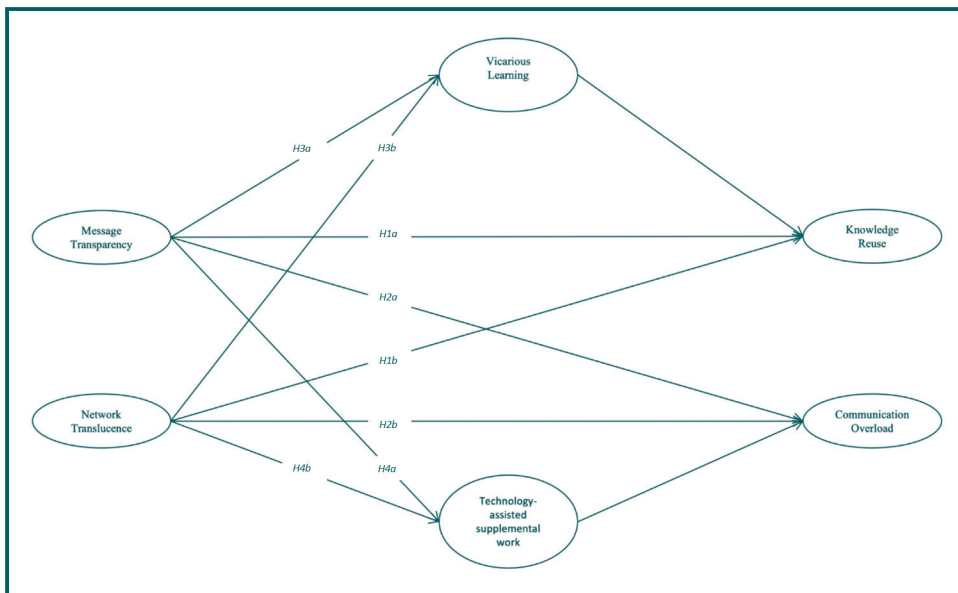 Vicarious
Learning
H3a
H3b
Message
Transparency
H1a
Knowledge
Reuse
H2a
H1b
Network
Translucence
H2b
Communication
Overload
H4b
H4a
Technology-
assisted
supplemental
work